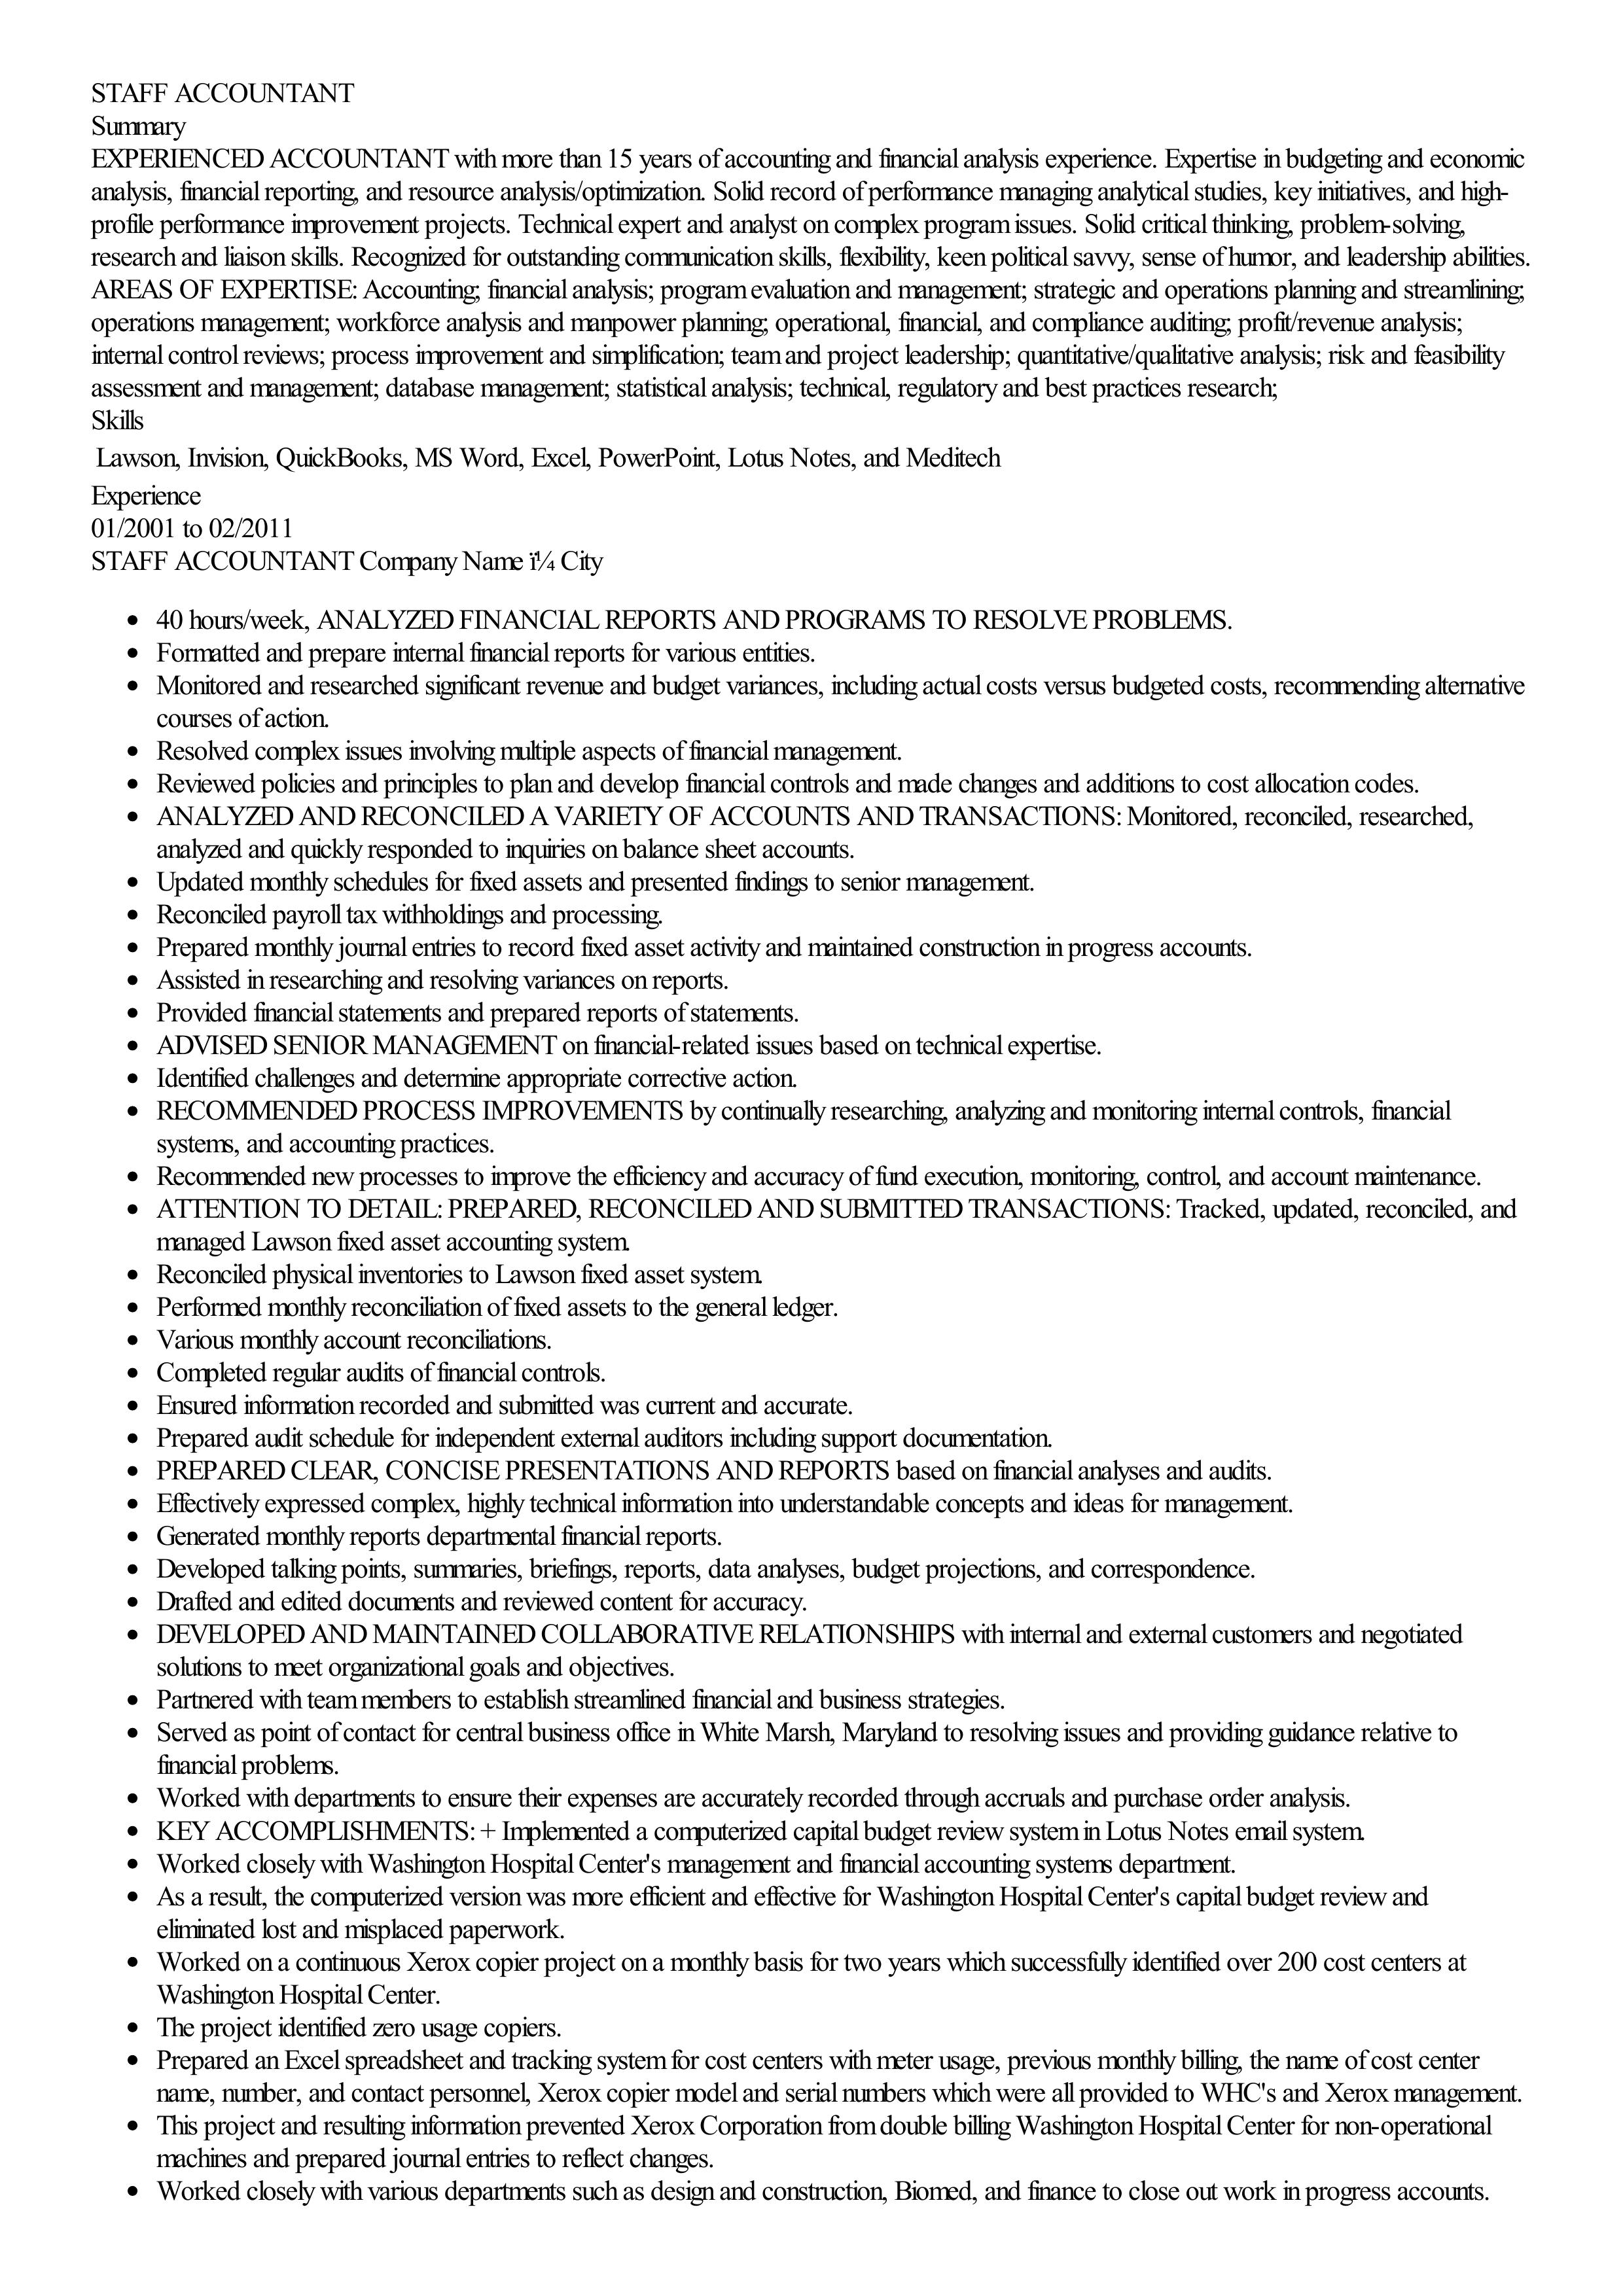 STAFF ACCOUNTANT
Summary
EXPERIENCED ACCOUNTANT with more than 15 years of accounting and financial analysis experience. Expertise in budgeting and economic
analysis, financial reporting, and resource analysis/optimization. Solid record of performance managing analytical studies, key initiatives, and high-
profile performance improvement projects. Technical expert and analyst on complex program issues. Solid critical thinking, problem-solving,
research and liaison skills. Recognized for outstanding communication skills, flexibility, keen political savvy, sense of humor, and leadership abilities.
AREAS OF EXPERTISE: Accounting; financial analysis; program evaluation and management; strategic and operations planning and streamlining;
operations management; workforce analysis and manpower planning; operational, financial, and compliance auditing; profit/revenue analysis;
internal control reviews; process improvement and simplification; team and project leadership; quantitative/qualitative analysis; risk and feasibility
assessment and management; database management; statistical analysis; technical, regulatory and best practices research;
Skills
Lawson, Invision, QuickBooks, MS Word, Excel, PowerPoint, Lotus Notes, and Meditech
Experience
01/2001 to 02/2011
STAFF ACCOUNTANT Company Name ï¼ City
• 40 hours/week, ANALYZED FINANCIAL REPORTS AND PROGRAMS TO RESOLVE PROBLEMS.
• Formatted and prepare internal financial reports for various entities.
• Monitored and researched significant revenue and budget variances, including actual costs versus budgeted costs, recommending alternative
courses of action.
• Resolved complex issues involving multiple aspects of financial management.
• Reviewed policies and principles to plan and develop financial controls and made changes and additions to cost allocation codes.
• ANALYZED AND RECONCILED A VARIETY OF ACCOUNTS AND TRANSACTIONS: Monitored, reconciled, researched,
analyzed and quickly responded to inquiries on balance sheet accounts.
• Updated monthly schedules for fixed assets and presented findings to senior management.
• Reconciled payroll tax withholdings and processing.
• Prepared monthly journal entries to record fixed asset activity and maintained construction in progress accounts.
• Assisted in researching and resolving variances on reports.
• Provided financial statements and prepared reports of statements.
• ADVISED SENIOR MANAGEMENT on financial-related issues based on technical expertise.
• Identified challenges and determine appropriate corrective action.
• RECOMMENDED PROCESS IMPROVEMENTS by continually researching, analyzing and monitoring internal controls, financial
systems, and accounting practices.
• Recommended new processes to improve the efficiency and accuracy of fund execution, monitoring, control, and account maintenance.
• ATTENTION TO DETAIL: PREPARED, RECONCILED AND SUBMITTED TRANSACTIONS: Tracked, updated, reconciled, and
managed Lawson fixed asset accounting system.
• Reconciled physical inventories to Lawson fixed asset system.
• Performed monthly reconciliation of fixed assets to the general ledger.
• Various monthly account reconciliations.
• Completed regular audits of financial controls.
• Ensured information recorded and submitted was current and accurate.
• Prepared audit schedule for independent external auditors including support documentation.
• PREPARED CLEAR, CONCISE PRESENTATIONS AND REPORTS based on financial analyses and audits.
• Effectively expressed complex, highly technical information into understandable concepts and ideas for management.
• Generated monthly reports departmental financial reports.
• Developed talking points, summaries, briefings, reports, data analyses, budget projections, and correspondence.
• Drafted and edited documents and reviewed content for accuracy.
• DEVELOPED AND MAINTAINED COLLABORATIVE RELATIONSHIPS with internal and external customers and negotiated
solutions to meet organizational goals and objectives.
• Partnered with team members to establish streamlined financial and business strategies.
• Served as point of contact for central business office in White Marsh, Maryland to resolving issues and providing guidance relative to
financial problems.
• Worked with departments to ensure their expenses are accurately recorded through accruals and purchase order analysis.
• KEY ACCOMPLISHMENTS: + Implemented a computerized capital budget review system in Lotus Notes email system.
• Worked closely with Washington Hospital Center's management and financial accounting systems department.
• As a result, the computerized version was more efficient and effective for Washington Hospital Center's capital budget review and
eliminated lost and misplaced paperwork.
• Worked on a continuous Xerox copier project on a monthly basis for two years which successfully identified over 200 cost centers at
Washington Hospital Center.
• The project identified zero usage copiers.
• Prepared an Excel spreadsheet and tracking system for cost centers with meter usage, previous monthly billing, the name of cost center
name, number, and contact personnel, Xerox copier model and serial numbers which were all provided to WHC's and Xerox management.
• This project and resulting information prevented Xerox Corporation from double billing Washington Hospital Center for non-operational
machines and prepared journal entries to reflect changes.
• Worked closely with various departments such as design and construction, Biomed, and finance to close out work in progress accounts.